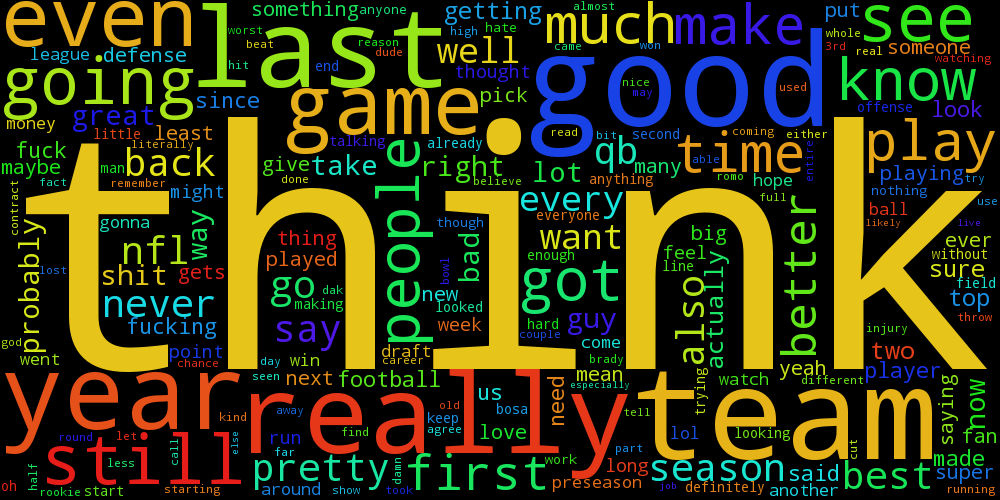 even
last
something
anyone
getting
almost
much
make
put
see
worst
beat
reason
dude
high
hate
came
won
whole
3rd
real
someone
watching
league
defense
hit
end
well
thought
good
going
since
game
pick
nice
may
used
know
offense
look
great
money
little
literally
least
talking
already
read
bit
second
coming
either
time
play
fuck
maybe
man
back
give
take
right
lot
qb
many
able
romo
entire
fact
remember
might
done
believe
anything
hope
full
playing
try
nothing
use
contract
probably
think
people
every
everyone
though
ball
likely
live
gonna
way
nfl
thing
played
bad
enough
want
big
feel
line
also
actually
better
ever
without
sure
field
lost
shit
gets
go
dak
making
new
looked
bowl
got
top
throw
never
fucking
say
week
hard
couple
guy
come
injury
god
went
point
chance
day
win
draft
career
brady
mean
yeah
two
player
seen
next
football
us
need
especially
trying
watch
different
year
really
team
saying
now
kind
away
old
bosa
keep
agree
tell
looking
fan
round
let
call
else
run
far
find
love
lol
cut
still
less
half
pretty
damn
first
work
part
long
season
said
best
made
super
oh
rookie
start
starting
around
show
took
preseason
job
definitely
another
running